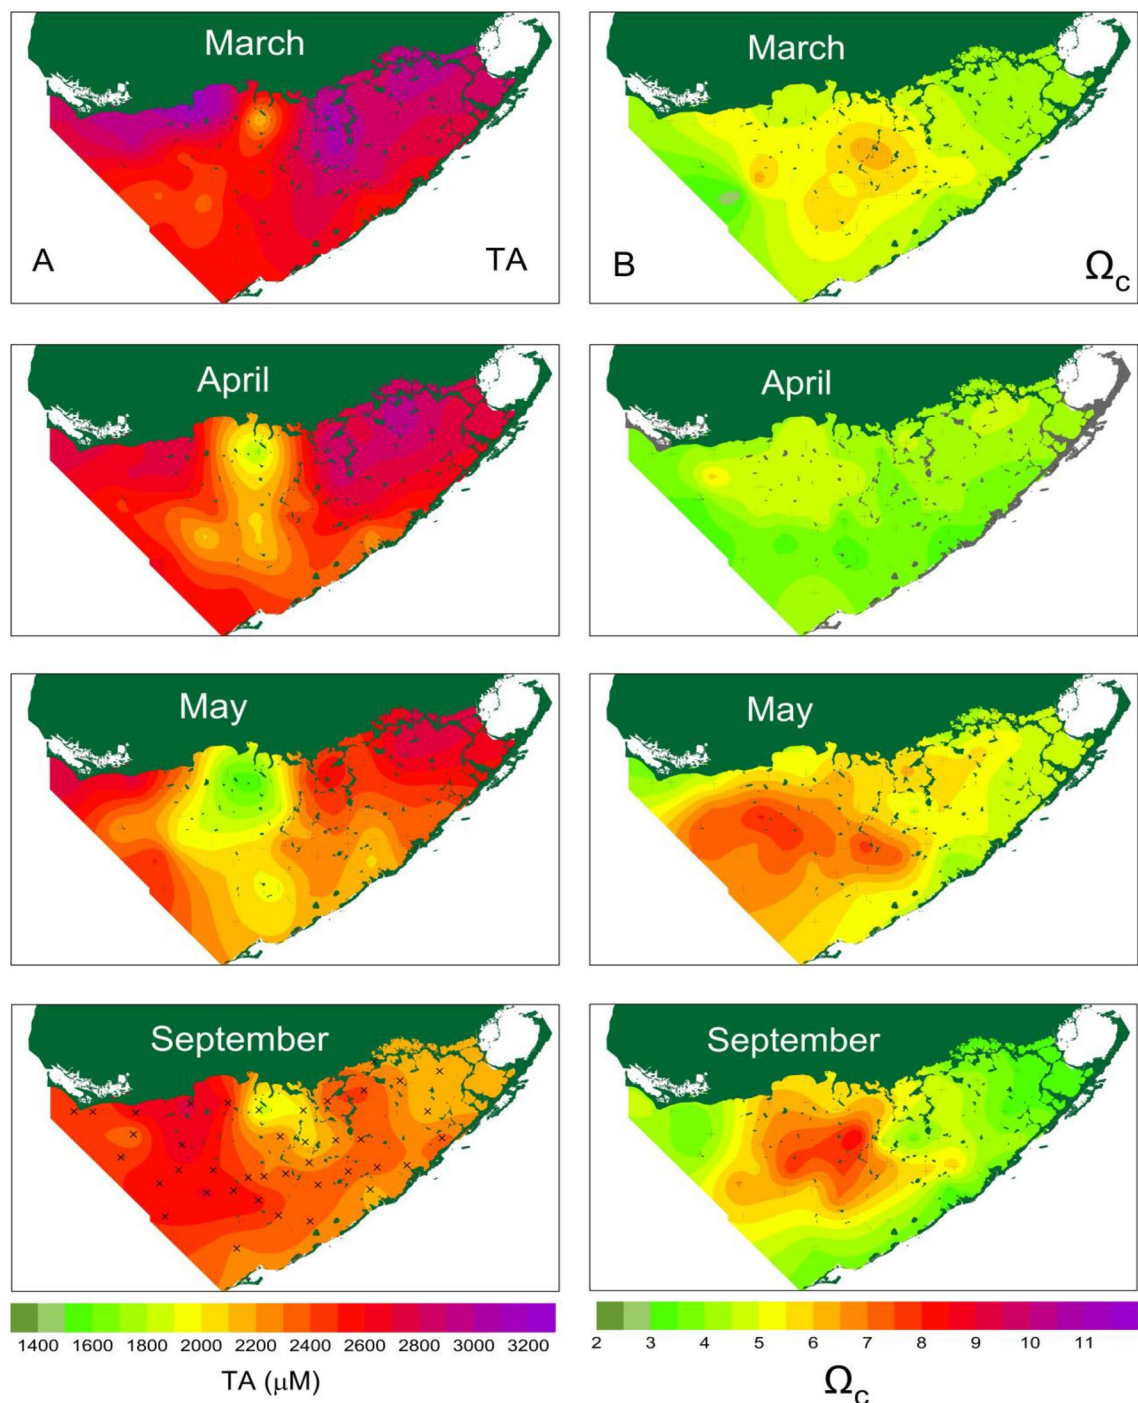 March
A
TA
March
B
Ωc
April
April
May
May
September
September
1400 1600 1800 2000 2200 2400 2600 2800 3000 3200
TA (μM)
2 3 4 5 6 7 8 9 10 11
Ωc